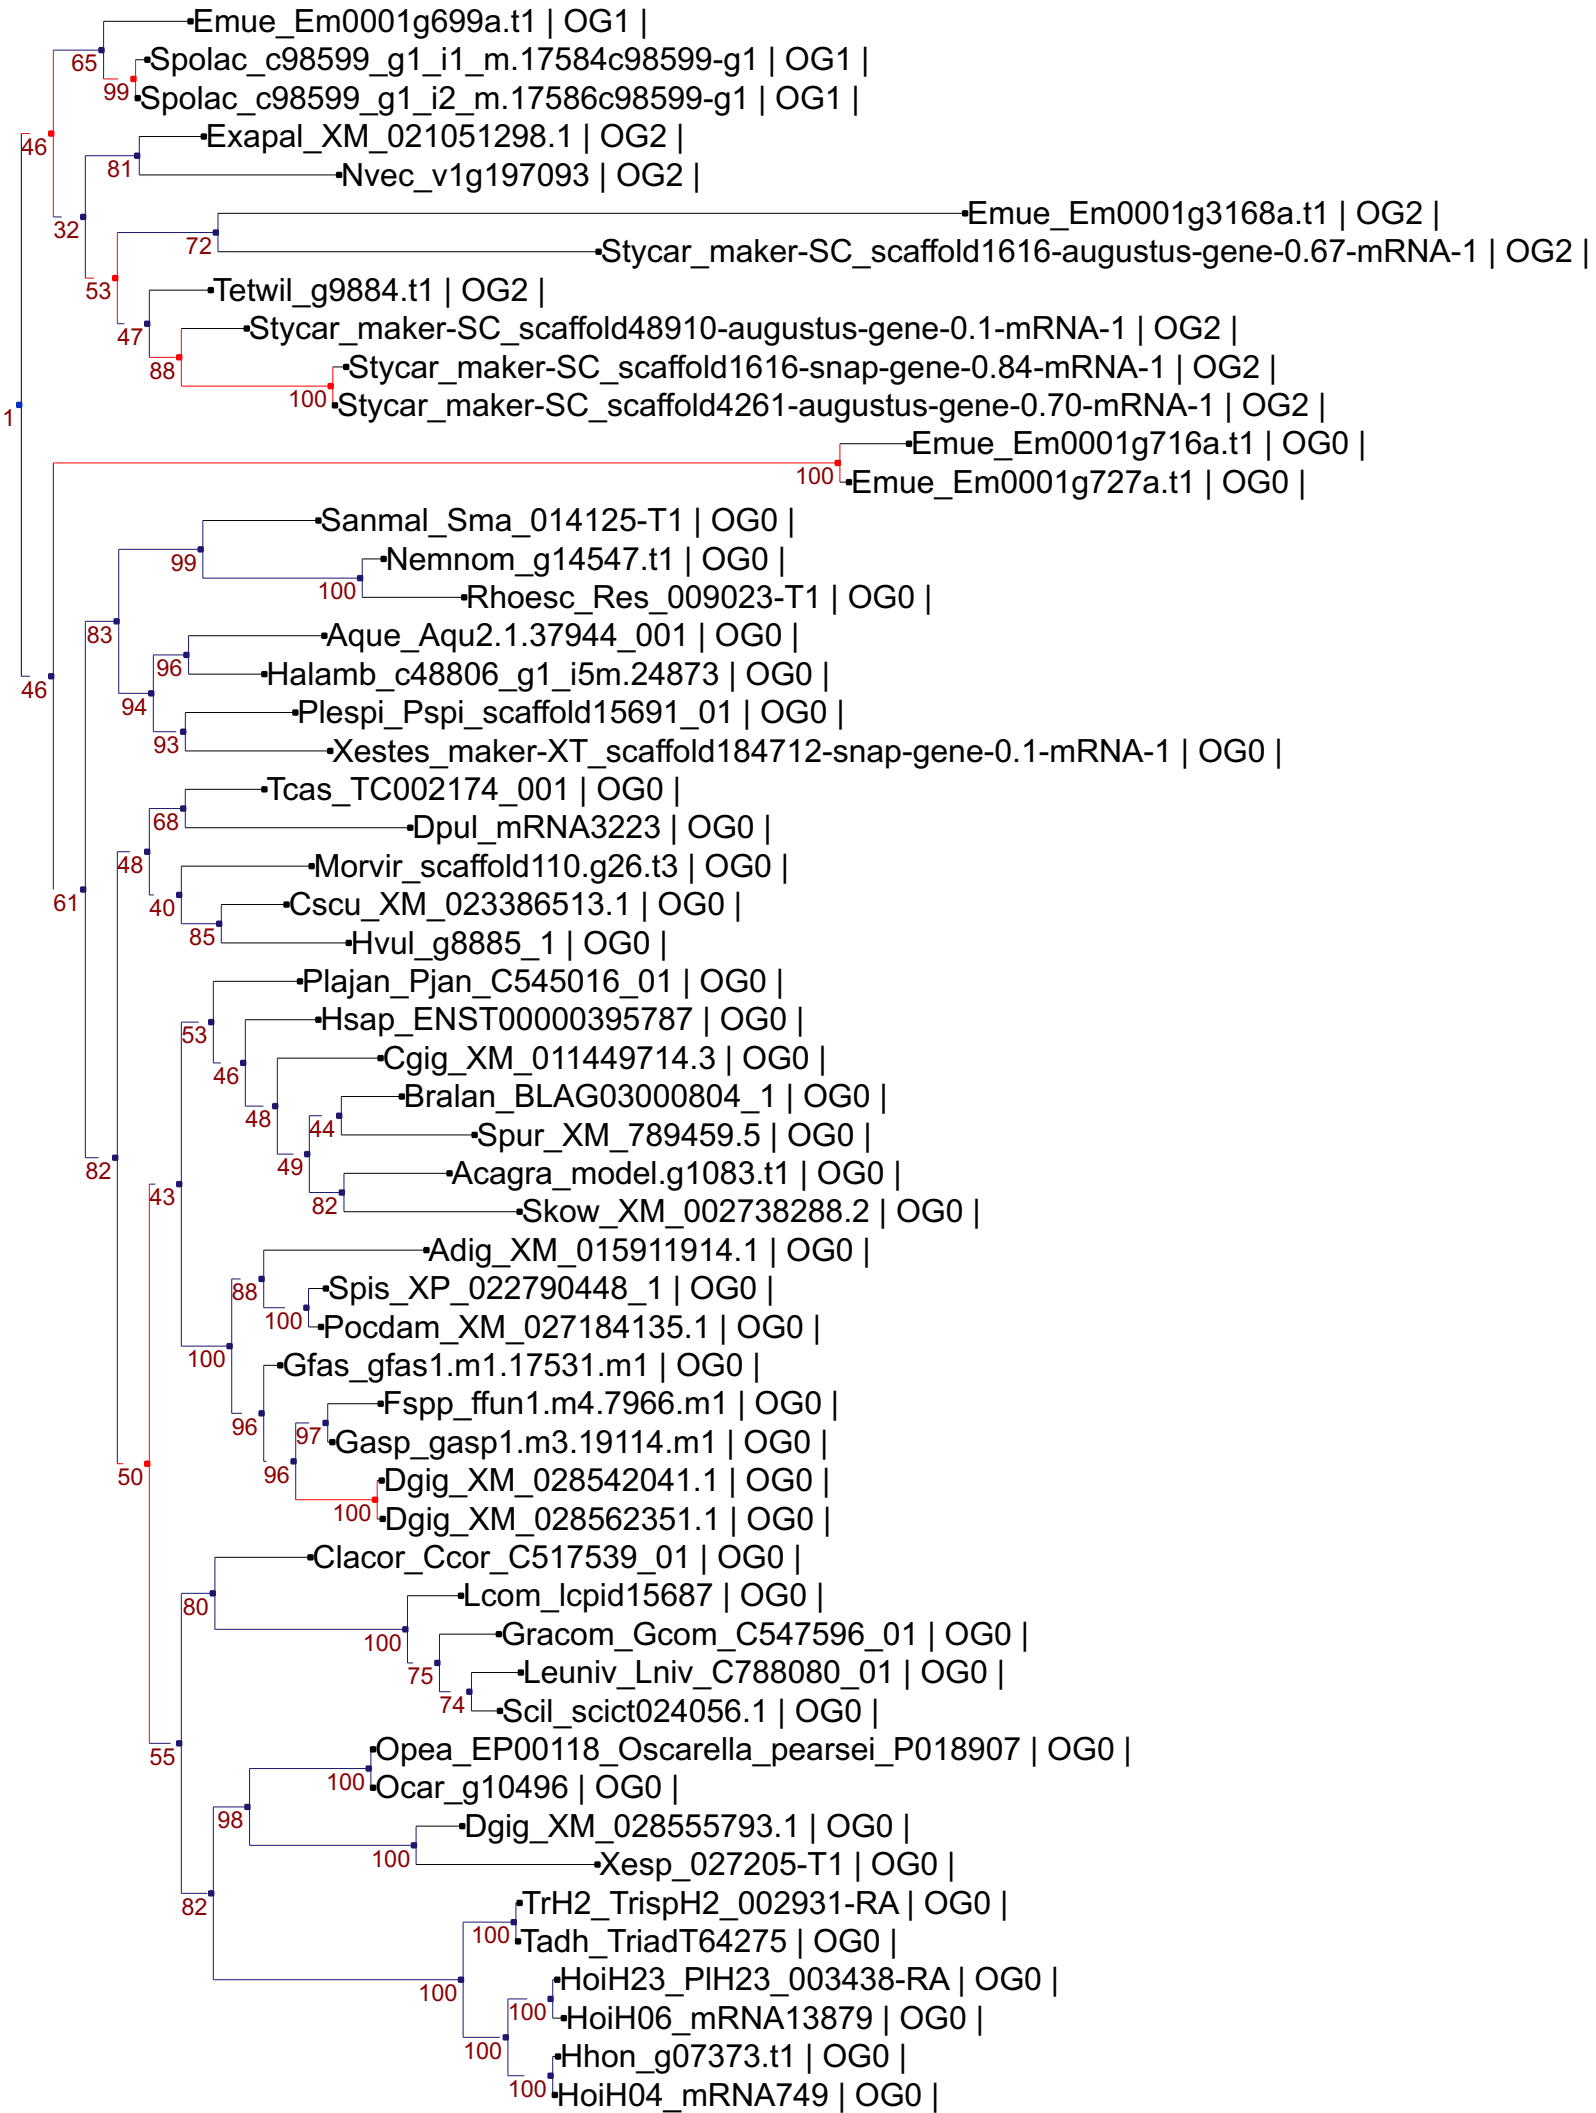 Emue_Em0001g699a.t1 | OG1 |
65
Spolac_c98599_g1_i1_m.17584c98599-g1 | OG1 |
99
Spolac_c98599_g1_i2_m.17586c98599-g1 | OG1 |
46
Exapal_XM_021051298.1 | OG2 |
81
Nvec_v1g197093 | OG2 |
32
Emue_Em0001g3168a.t1 | OG2 |
72
Stycar_maker-SC_scaffold1616-augustus-gene-0.67-mRNA-1 | OG2 |
53
Tetwil_g9884.t1 | OG2 |
47
Stycar_maker-SC_scaffold48910-augustus-gene-0.1-mRNA-1 | OG2 |
88
Stycar_maker-SC_scaffold1616-snap-gene-0.84-mRNA-1 | OG2 |
100
Stycar_maker-SC_scaffold4261-augustus-gene-0.70-mRNA-1 | OG2 |
1
Emue_Em0001g716a.t1 | OG0 |
100
Emue_Em0001g727a.t1 | OG0 |
Sanmal_Sma_014125-T1 | OG0 |
99
Nemnom_g14547.t1 | OG0 |
100
Rhoesc_Res_009023-T1 | OG0 |
83
Aque_Aqu2.1.37944_001 | OG0 |
96
Halamb_c48806_g1_i5m.24873 | OG0 |
46
94
Plespi_Pspi_scaffold15691_01 | OG0 |
93
Xestes_maker-XT_scaffold184712-snap-gene-0.1-mRNA-1 | OG0 |
Tcas_TC002174_001 | OG0 |
68
Dpul_mRNA3223 | OG0 |
48
Morvir_scaffold110.g26.t3 | OG0 |
61
40
Cscu_XM_023386513.1 | OG0 |
85
Hvul_g8885_1 | OG0 |
Plajan_Pjan_C545016_01 | OG0 |
53
Hsap_ENST00000395787 | OG0 |
46
Cgig_XM_011449714.3 | OG0 |
48
Bralan_BLAG03000804_1 | OG0 |
44
Spur_XM_789459.5 | OG0 |
49
82
Acagra_model.g1083.t1 | OG0 |
43
82
Skow_XM_002738288.2 | OG0 |
Adig_XM_015911914.1 | OG0 |
88
Spis_XP_022790448_1 | OG0 |
100
Pocdam_XM_027184135.1 | OG0 |
100
Gfas_gfas1.m1.17531.m1 | OG0 |
96
Fspp_ffun1.m4.7966.m1 | OG0 |
97
Gasp_gasp1.m3.19114.m1 | OG0 |
50
96
Dgig_XM_028542041.1 | OG0 |
100
Dgig_XM_028562351.1 | OG0 |
Clacor_Ccor_C517539_01 | OG0 |
80
Lcom_lcpid15687 | OG0 |
100
Gracom_Gcom_C547596_01 | OG0 |
75
Leuniv_Lniv_C788080_01 | OG0 |
74
Scil_scict024056.1 | OG0 |
55
Opea_EP00118_Oscarella_pearsei_P018907 | OG0 |
100
Ocar_g10496 | OG0 |
98
Dgig_XM_028555793.1 | OG0 |
100
Xesp_027205-T1 | OG0 |
82
TrH2_TrispH2_002931-RA | OG0 |
100
Tadh_TriadT64275 | OG0 |
100
HoiH23_PlH23_003438-RA | OG0 |
100
HoiH06_mRNA13879 | OG0 |
100
Hhon_g07373.t1 | OG0 |
100
HoiH04_mRNA749 | OG0 |